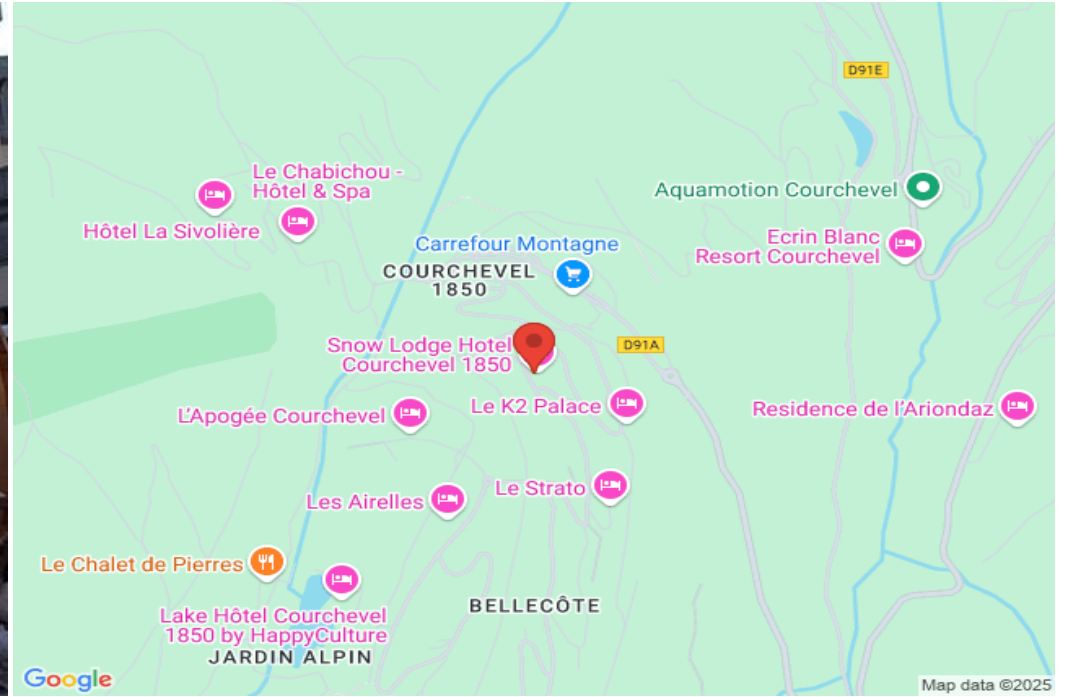 D91E
Le Chabichou -
Hôtel & Spa
Aquamotion Courchevel
Hôtel La Sivolière
Carrefour Montagne
Ecrin Blanc
Resort Courchevel
COURCHEVEL
1850
Snow Lodge Hotel
Courchevel 1850
D91A
L'Apogée Courchevel
Le K2 Palace
Residence de l'Ariondaz
Les Airelles
Le Strato
Le Chalet de Pierres
Lake Hôtel Courchevel
1850 by HappyCulture
BELLECÔTE
JARDIN ALPIN
Google
Map data ©2025